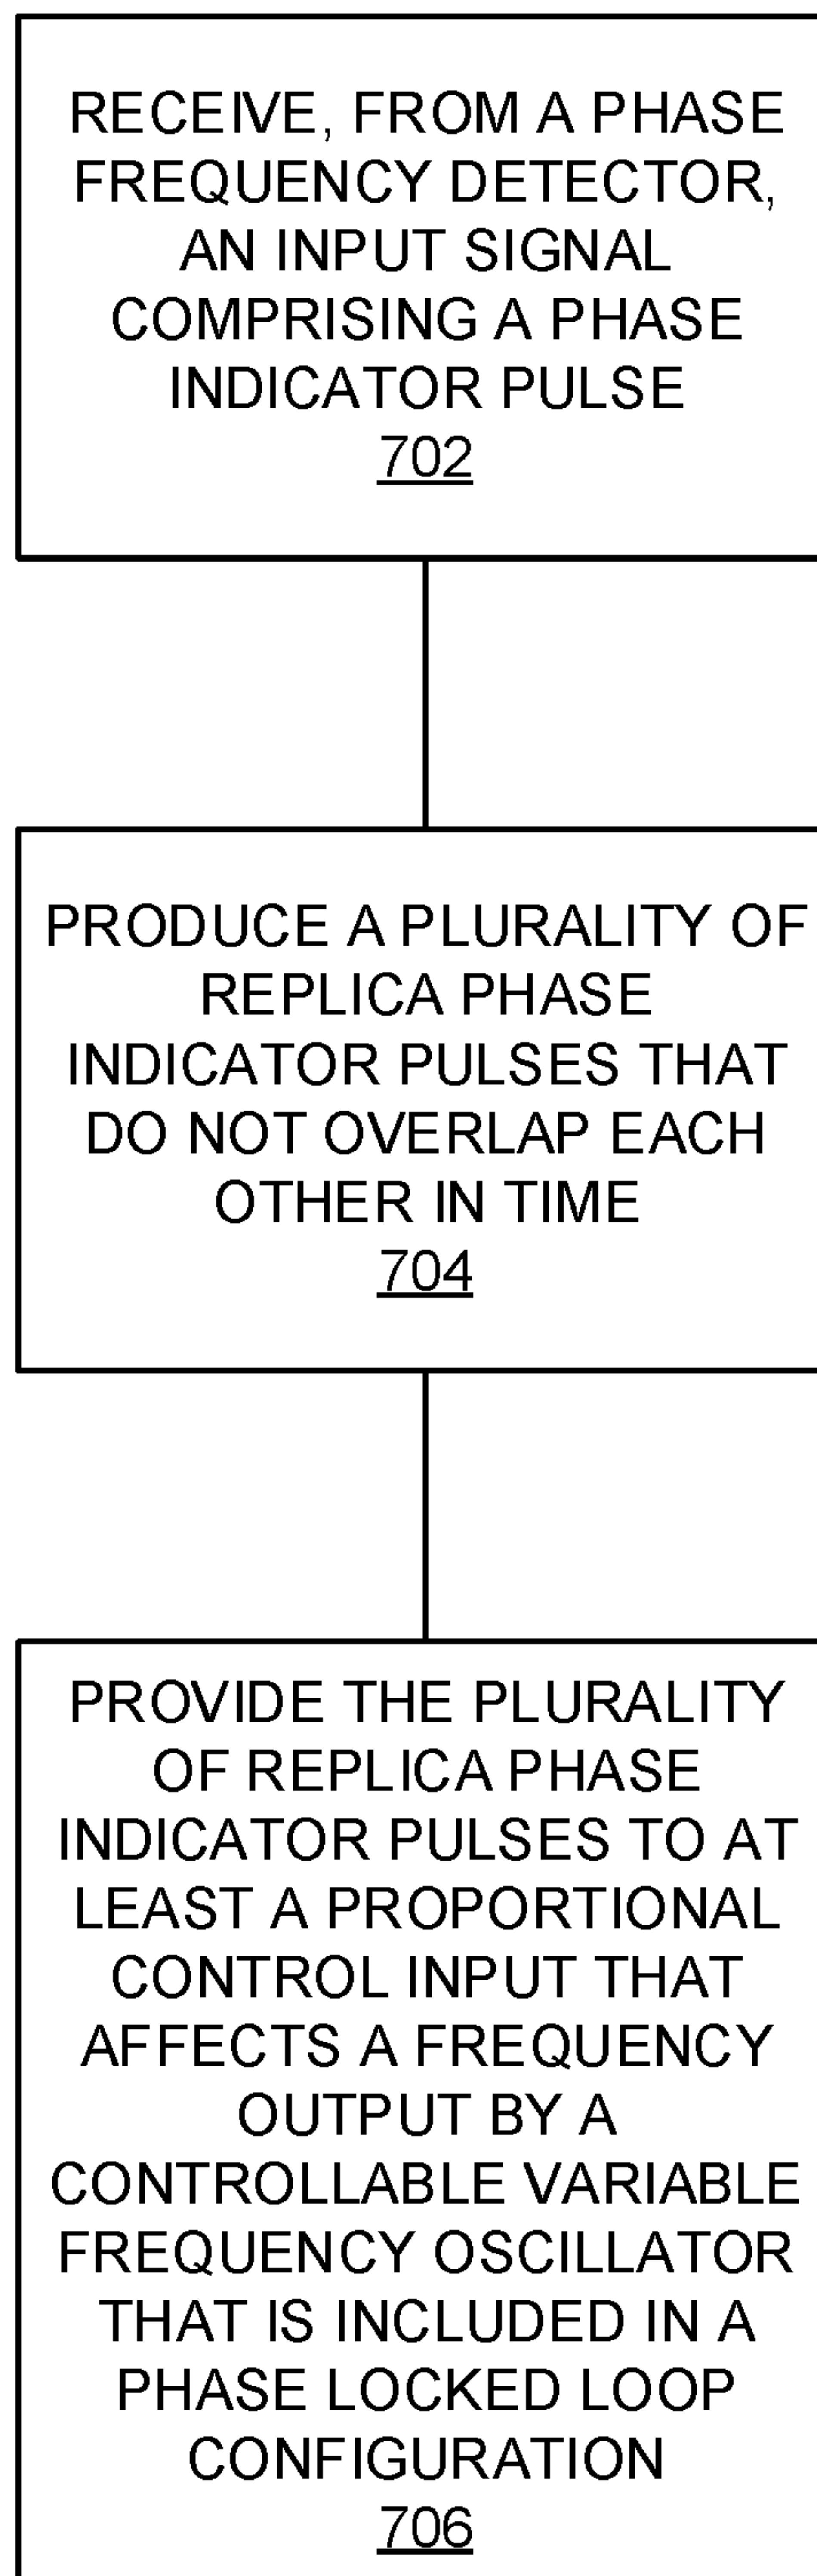 RECEIVE, FROM A PHASE
FREQUENCY DETECTOR,
AN INPUT SIGNAL
COMPRISING A PHASE
INDICATOR PULSE
702
PRODUCE A PLURALITY OF
REPLICA PHASE
INDICATOR PULSES THAT
DO NOT OVERLAP EACH
OTHER IN TIME
704
PROVIDE THE PLURALITY
OF REPLICA PHASE
INDICATOR PULSES TO AT
LEAST A PROPORTIONAL
CONTROL INPUT THAT
AFFECTS A FREQUENCY
OUTPUT BY A
CONTROLLABLE VARIABLE
FREQUENCY OSCILLATOR
THAT IS INCLUDED IN A
PHASE LOCKED LOOP
CONFIGURATION
706